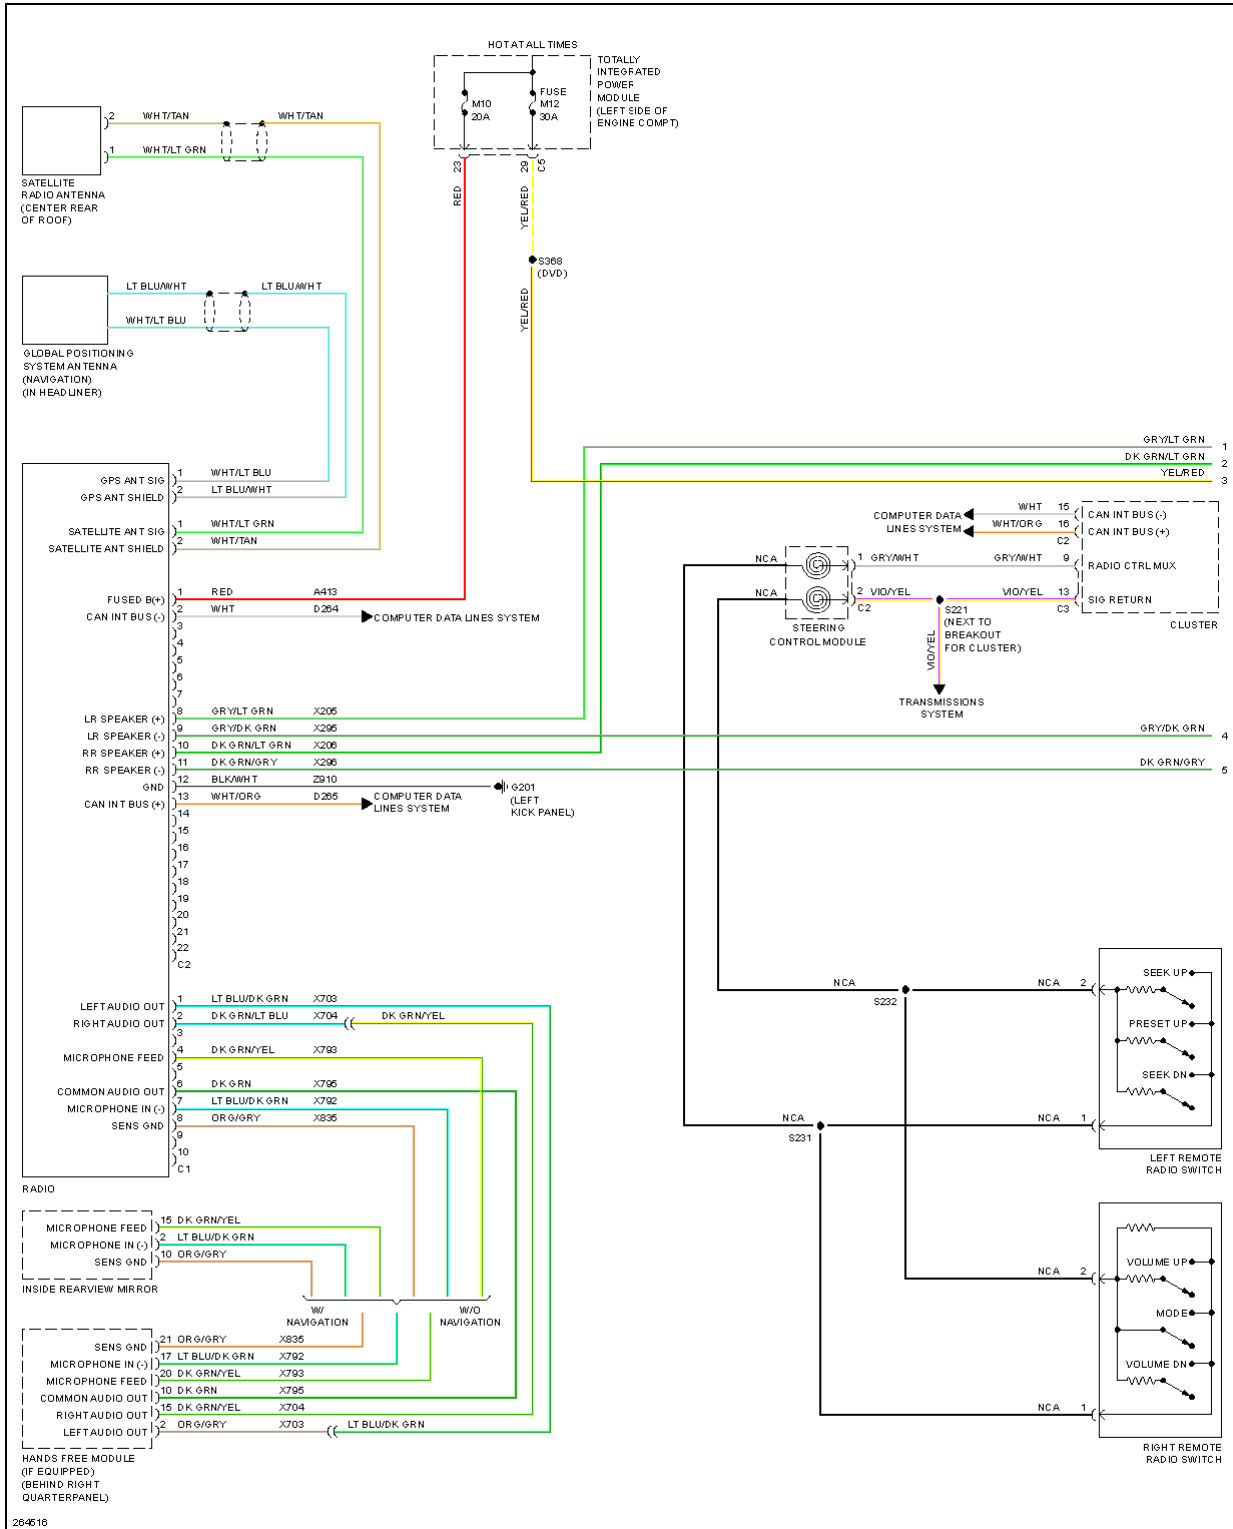 HOT AT ALL TIMES
TOTALLY
INTEGRATED
POWER
MODULE
(LEFT SIDE OF
ENGINE COMPT)
M10
20A
FUSE
M12
30A
23
29
C5
RED
YEL/RED
S368
(DVD)
YEL/RED
2
WHT/TAN
WHT/TAN
1
WHT/LT GRN
SATELLITE
RADIO ANTENNA
(CENTER REAR
OF ROOF)
LT BLU/WHT
LT BLU/WHT
WHT/LT BLU
GLOBAL POSITIONING
SYSTEM ANTENNA
(NAVIGATION)
(IN HEADLINER)
GRY/LT GRN 1
DK GRN/LT GRN 2
YEL/RED 3
GPS ANT SIG 1 WHT/LT BLU
GPS ANT SHIELD 2 LT BLU/WHT
SATELLITE ANT SIG 1 WHT/LT GRN
SATELLITE ANT SHIELD 2 WHT/TAN
FUSED B(+) 1 RED A413
CAN INT BUS(-) 2 WHT D264 COMPUTER DATA LINES SYSTEM
3
4
5
6
7
LR SPEAKER (+) 8 GRY/LT GRN X205
LR SPEAKER (-) 9 GRY/DK GRN X295
RR SPEAKER (+) 10 DK GRN/LT GRN X206
RR SPEAKER (-) 11 DK GRN/GRY X296
GND 12 BLK/WHT Z910
CAN INT BUS (+) 13 WHT/ORG D265
COMPUTER DATA
LINES SYSTEM
G201
(LEFT
KICK PANEL)
14
15
16
17
18
19
20
21
22
C2
LEFT AUDIO OUT 1 LT BLU/DK GRN X703
RIGHT AUDIO OUT 2 DK GRN/LT BLU X704 DK GRN/YEL
3
MICROPHONE FEED 4 DK GRN/YEL X793
5
COMMON AUDIO OUT 6 DK GRN X795
MICROPHONE IN (-) 7 LT BLU/DK GRN X792
SENS GND 8 ORG/GRY X835
9
10
C1
RADIO
COMPUTER DATA
LINES SYSTEM
WHT 15 CAN INT BUS (-)
WHT/ORG 16 CAN INT BUS (+)
C2
NCA
1 GRY/WHT
GRY/WHT 9 RADIO CTRL MUX
NCA
2 VIO/YEL
VIO/YEL 13 SIG RETURN
C2
C3
STEERING
CONTROL MODULE
S221
(NEXT TO
BREAKOUT
FOR CLUSTER)
CLUSTER
VIO/YEL
TRANSMISSIONS
SYSTEM
GRY/DK GRN 4
DK GRN/GRY 5
NCA
S232
NCA 2
SEEK UP
PRESET UP
SEEK DN
NCA
S231
NCA 1
LEFT REMOTE
RADIO SWITCH
NCA 2
VOLUME UP
MODE
VOLUME DN
NCA 1
RIGHT REMOTE
RADIO SWITCH
MICROPHONE FEED 15 DK GRN/YEL
MICROPHONE IN (-) 2 LT BLU/DK GRN
SENS GND 10 ORG/GRY
INSIDE REARVIEW MIRROR
W/
NAVIGATION
W/O
NAVIGATION
SENS GND 21 ORG/GRY X835
MICROPHONE IN (-) 17 LT BLU/DK GRN X792
MICROPHONE FEED 20 DK GRN/YEL X793
COMMON AUDIO OUT 10 DK GRN X795
RIGHT AUDIO OUT 15 DK GRN/YEL X704
LEFT AUDIO OUT 2 ORG/GRY X703 LT BLU/DK GRN
HANDS FREE MODULE
(IF EQUIPPED)
(BEHIND RIGHT
QUARTERPANEL)
264516